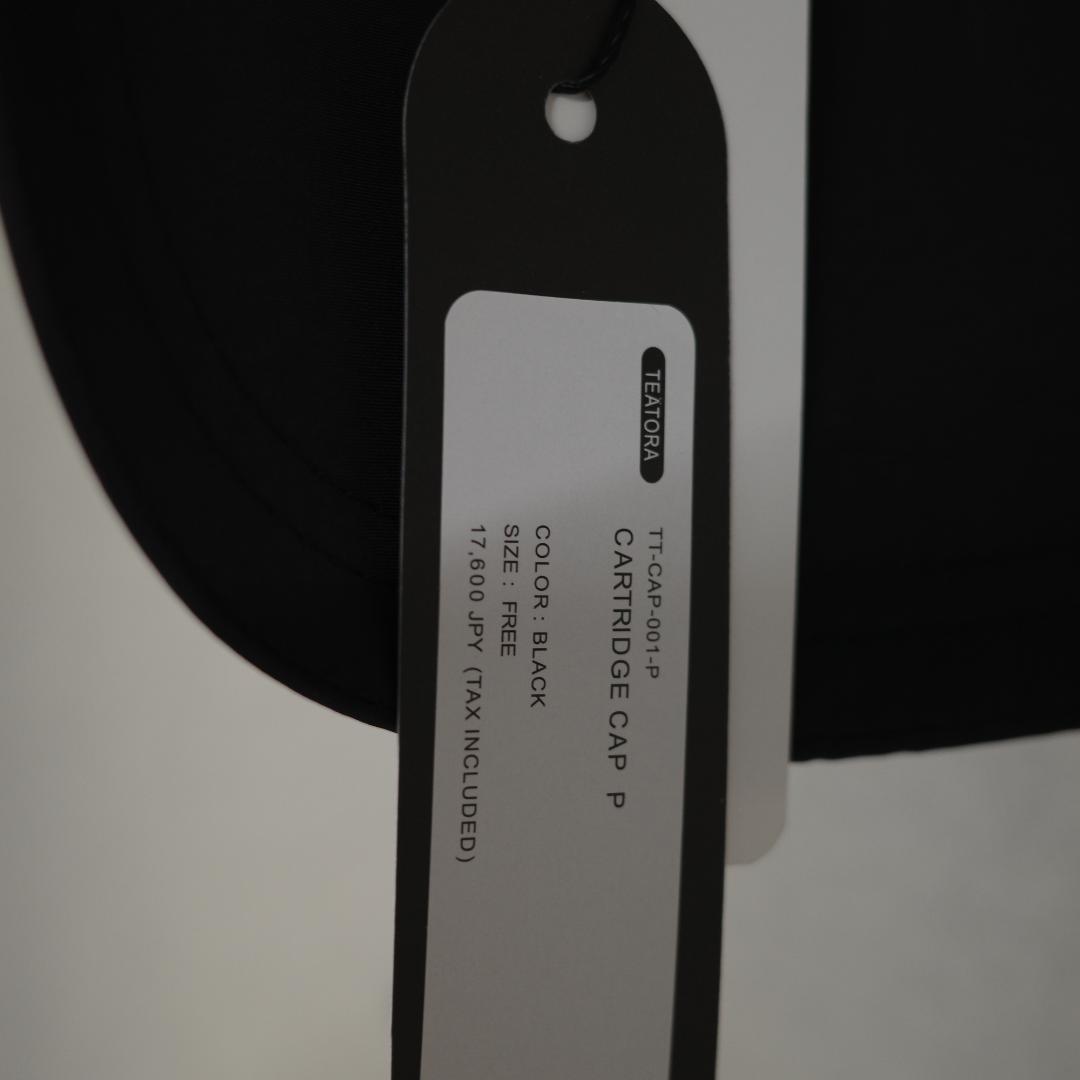 TEÄTORA
TT-CAP-001-P
CARTRIDGE CAP P
COLOR : BLACK
SIZE : FREE
17,600 JPY (TAX INCLUDED)